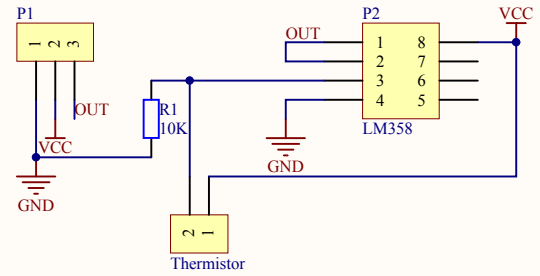 P1
1 2 3
OUT
VCC
GND
R1
10K
P2
OUT
1 8
2 7
3 6
4 5
LM358
GND
VCC
2 1
Thermistor